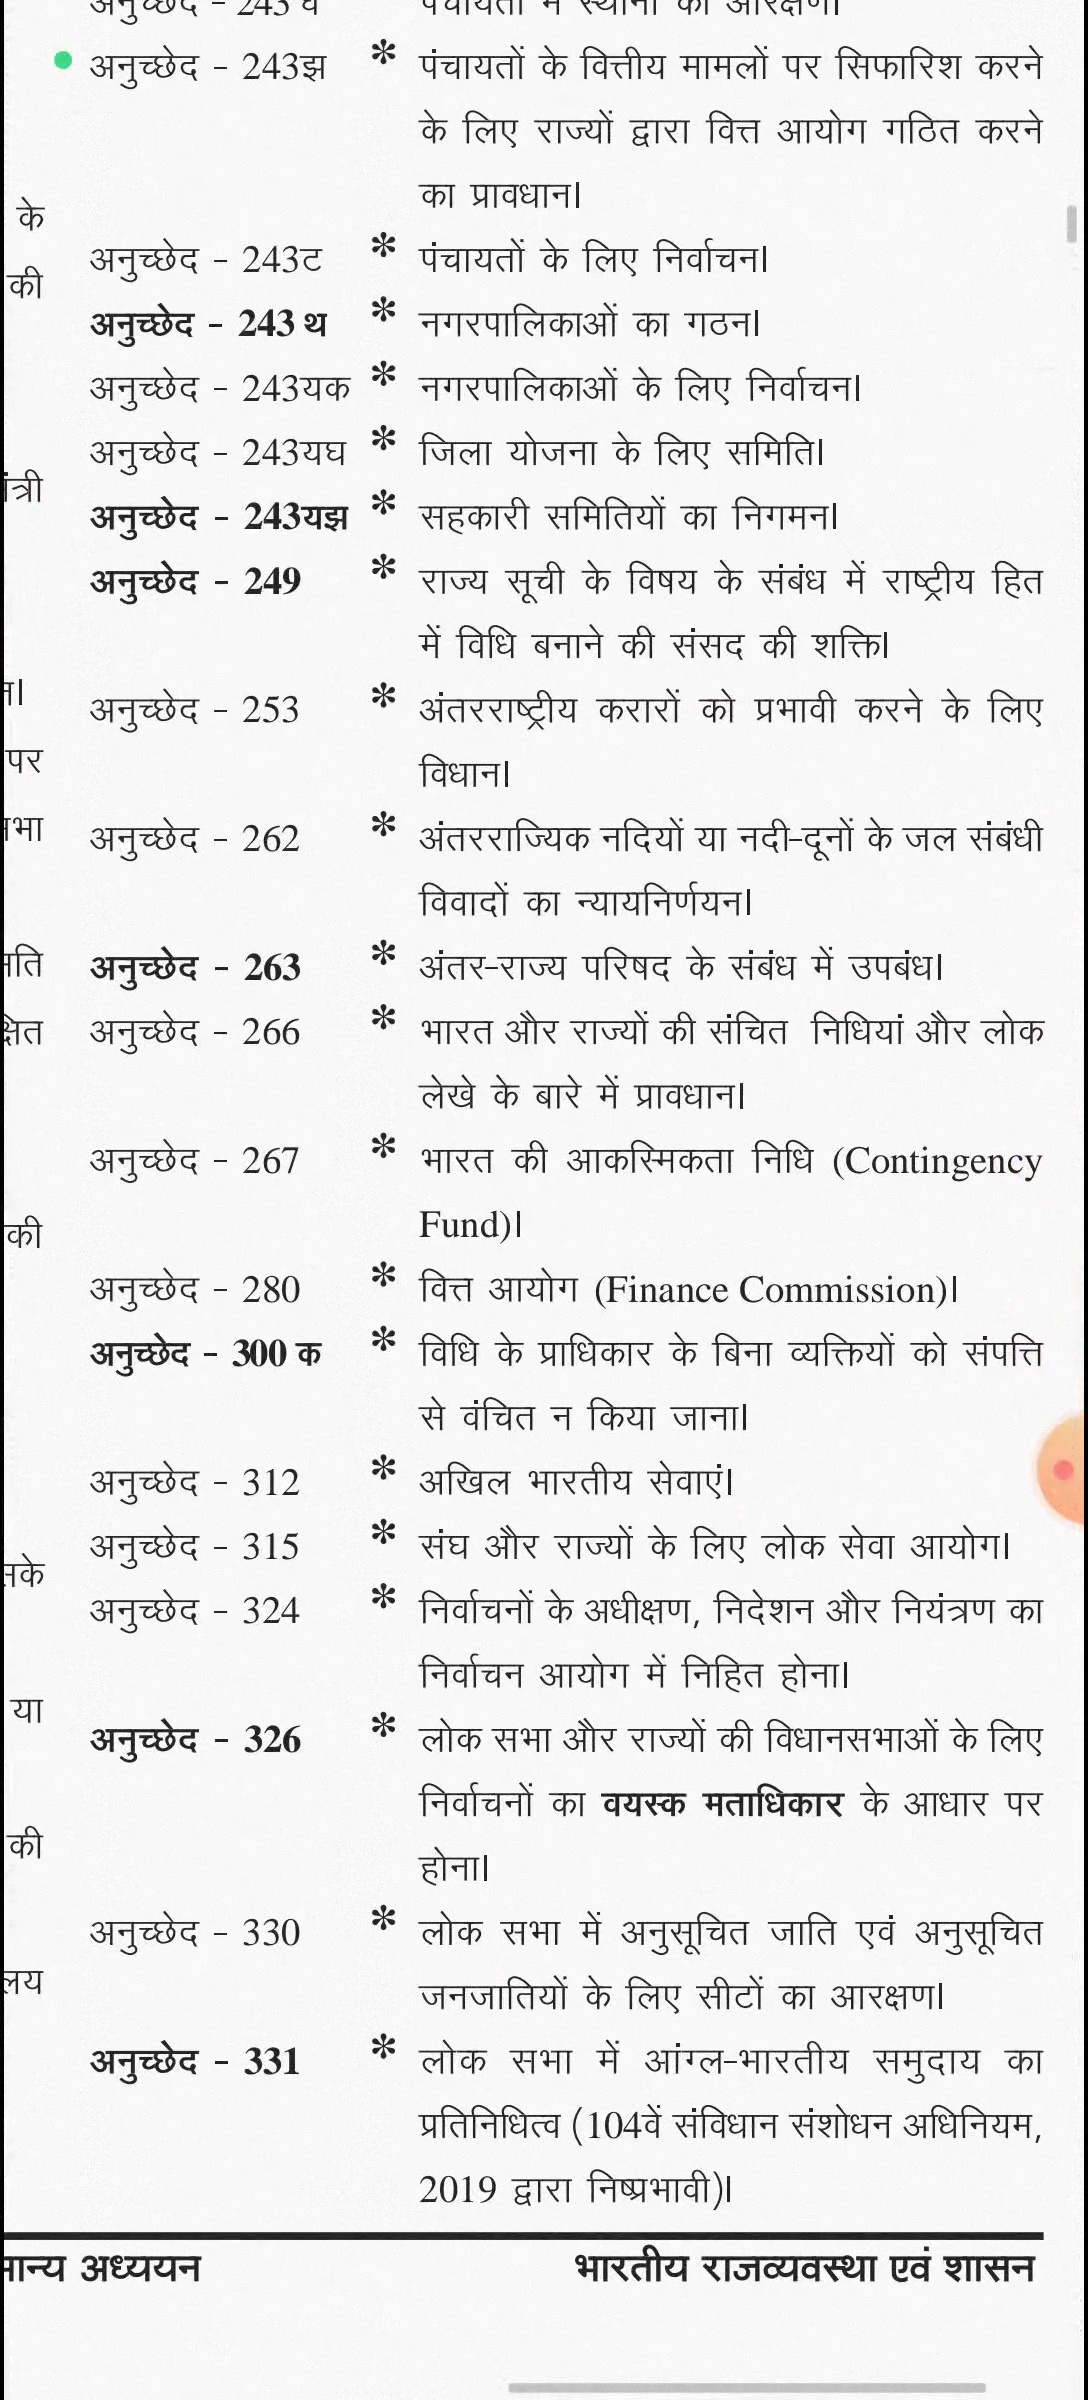 अनुच्छेद - 243झ * पंचायतों के वित्तीय मामलों पर सिफारिश करने
के लिए राज्यों द्वारा वित्त आयोग गठित करने
का प्रावधान।
अनुच्छेद - 243ट * पंचायतों के लिए निर्वाचन।
अनुच्छेद - 243 थ * नगरपालिकाओं का गठन।
अनुच्छेद - 243यक * नगरपालिकाओं के लिए निर्वाचन।
अनुच्छेद - 243यघ * जिला योजना के लिए समिति।
अनुच्छेद - 243यझ * सहकारी समितियों का निगमन।
अनुच्छेद - 249 * राज्य सूची के विषय के संबंध में राष्ट्रीय हित
में विधि बनाने की संसद की शक्ति।
अनुच्छेद - 253 * अंतरराष्ट्रीय करारों को प्रभावी करने के लिए
विधान।
अनुच्छेद - 262 * अंतरराज्यिक नदियों या नदी-दूनों के जल संबंधी
विवादों का न्यायनिर्णयन।
अनुच्छेद - 263 * अंतर-राज्य परिषद के संबंध में उपबंध।
अनुच्छेद - 266 * भारत और राज्यों की संचित निधियां और लोक
लेखे के बारे में प्रावधान।
अनुच्छेद - 267 * भारत की आकस्मिकता निधि (Contingency
Fund)।
अनुच्छेद - 280 * वित्त आयोग (Finance Commission)।
अनुच्छेद - 300 क * विधि के प्राधिकार के बिना व्यक्तियों को संपत्ति
से वंचित न किया जाना।
अनुच्छेद - 312 * अखिल भारतीय सेवाएं।
अनुच्छेद - 315 * संघ और राज्यों के लिए लोक सेवा आयोग।
अनुच्छेद - 324 * निर्वाचनों के अधीक्षण, निदेशन और नियंत्रण का
निर्वाचन आयोग में निहित होना।
अनुच्छेद - 326 * लोक सभा और राज्यों की विधानसभाओं के लिए
निर्वाचनों का वयस्क मताधिकार के आधार पर
होना।
अनुच्छेद - 330 * लोक सभा में अनुसूचित जाति एवं अनुसूचित
जनजातियों के लिए सीटों का आरक्षण।
अनुच्छेद - 331 * लोक सभा में आंग्ल-भारतीय समुदाय का
प्रतिनिधित्व (104वें संविधान संशोधन अधिनियम,
2019 द्वारा निष्प्रभावी)।
अध्ययन भारतीय राजव्यवस्था एवं शासन